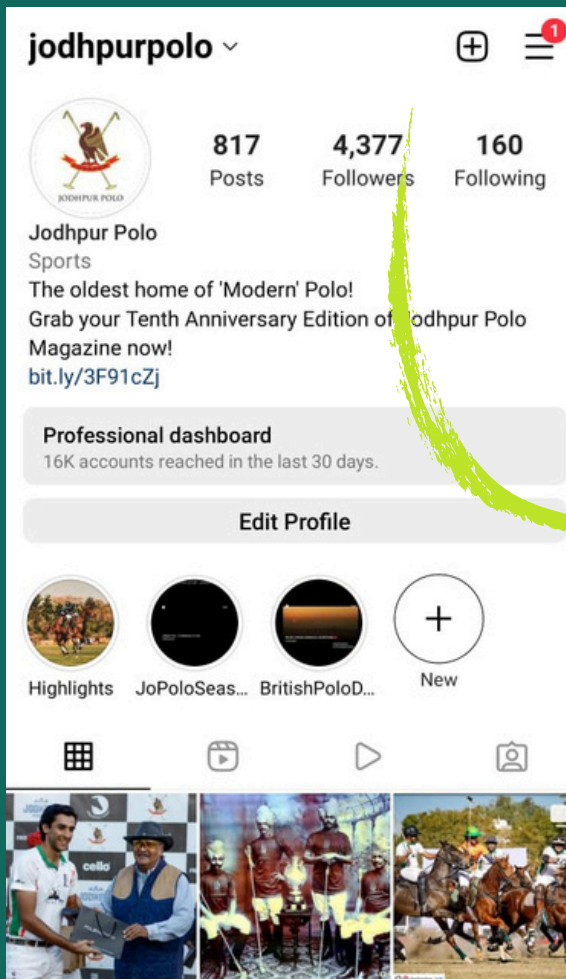 jodhpurpolo
1
JODHPUR POLO
817
Posts
4,377
Followers
160
Following
Jodhpur Polo
Sports
The oldest home of 'Modern' Polo!
Grab your Tenth Anniversary Edition of Jodhpur Polo
Magazine now!
bit.ly/3F91cZj
Professional dashboard
16K accounts reached in the last 30 days.
Edit Profile
Highlights
JoPoloSeas...
BritishPoloD...
New
cello